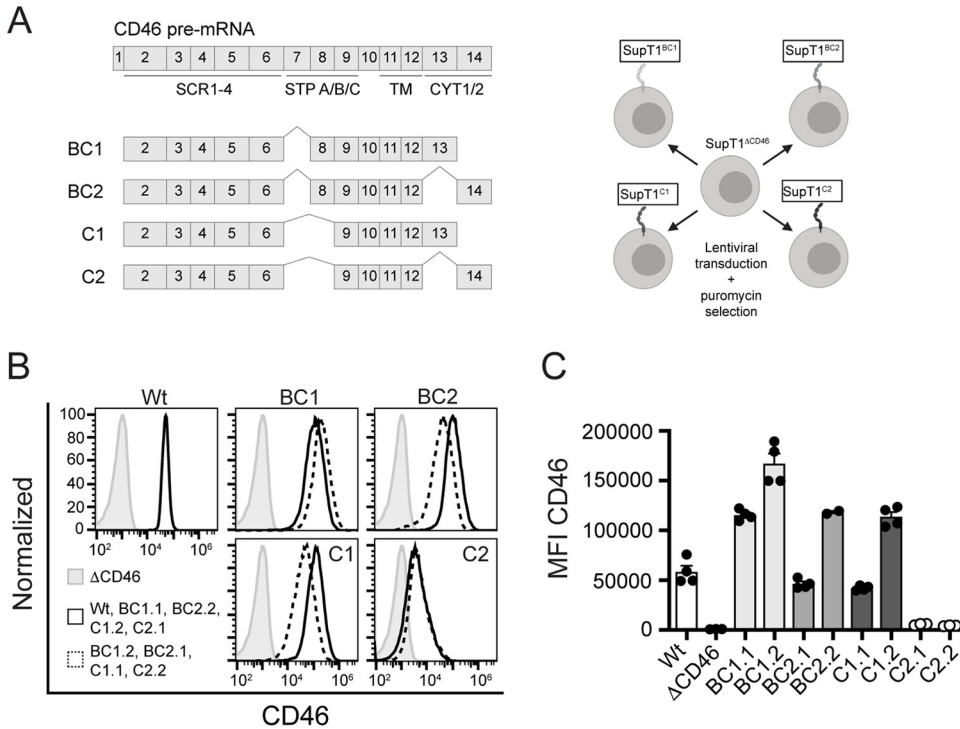 A
CD46 pre-mRNA
1 2 3 4 5 6 7 8 9 10 11 12 13 14
SCR1-4 STP A/B/C TM CYT1/2
BC1 2 3 4 5 6 8 9 10 11 12 13
BC2 2 3 4 5 6 8 9 10 11 12 14
C1 2 3 4 5 6 9 10 11 12 13
C2 2 3 4 5 6 9 10 11 12 14
SupT1BC1
SupT1BC2
SupT1ΔCD46
SupT1C1
SupT1C2
Lentiviral
transduction
+
puromycin
selection
B
Wt BC1 BC2
100
80
60
40
20
0
10² 10⁴ 10⁶
10² 10⁴ 10⁶
10² 10⁴ 10⁶
C1 C2
10² 10⁴ 10⁶
10² 10⁴ 10⁶
ΔCD46
Wt, BC1.1, BC2.2,
C1.2, C2.1
BC1.2, BC2.1,
C1.1, C2.2
Normalized
CD46
C
MFI CD46
200000
150000
100000
50000
0
Wt
ΔCD46
BC1.1
BC1.2
BC2.1
BC2.2
C1.1
C1.2
C2.1
C2.2